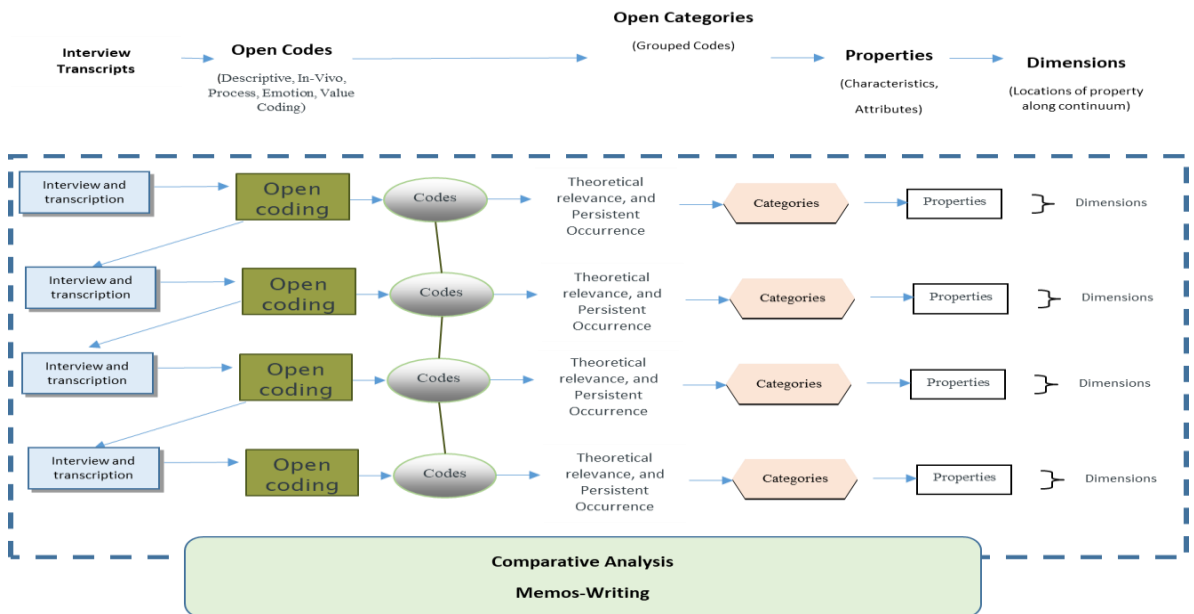 Open Categories
(Grouped Codes)
Interview
Transcripts
Open Codes
(Descriptive, In-Vivo,
Process, Emotion, Value
Coding)
Properties
(Characteristics,
Attributes)
Dimensions
(Locations of property
along continuum)
Interview and
transcription
Open
coding
Codes
Theoretical
relevance, and
Persistent
Occurrence
Categories
Properties
Dimensions
Interview and
transcription
Open
coding
Codes
Theoretical
relevance, and
Persistent
Occurrence
Categories
Properties
Dimensions
Interview and
transcription
Open
coding
Codes
Theoretical
relevance, and
Persistent
Occurrence
Categories
Properties
Dimensions
Interview and
transcription
Open
coding
Codes
Theoretical
relevance, and
Persistent
Occurrence
Categories
Properties
Dimensions
Comparative Analysis
Memos-Writing